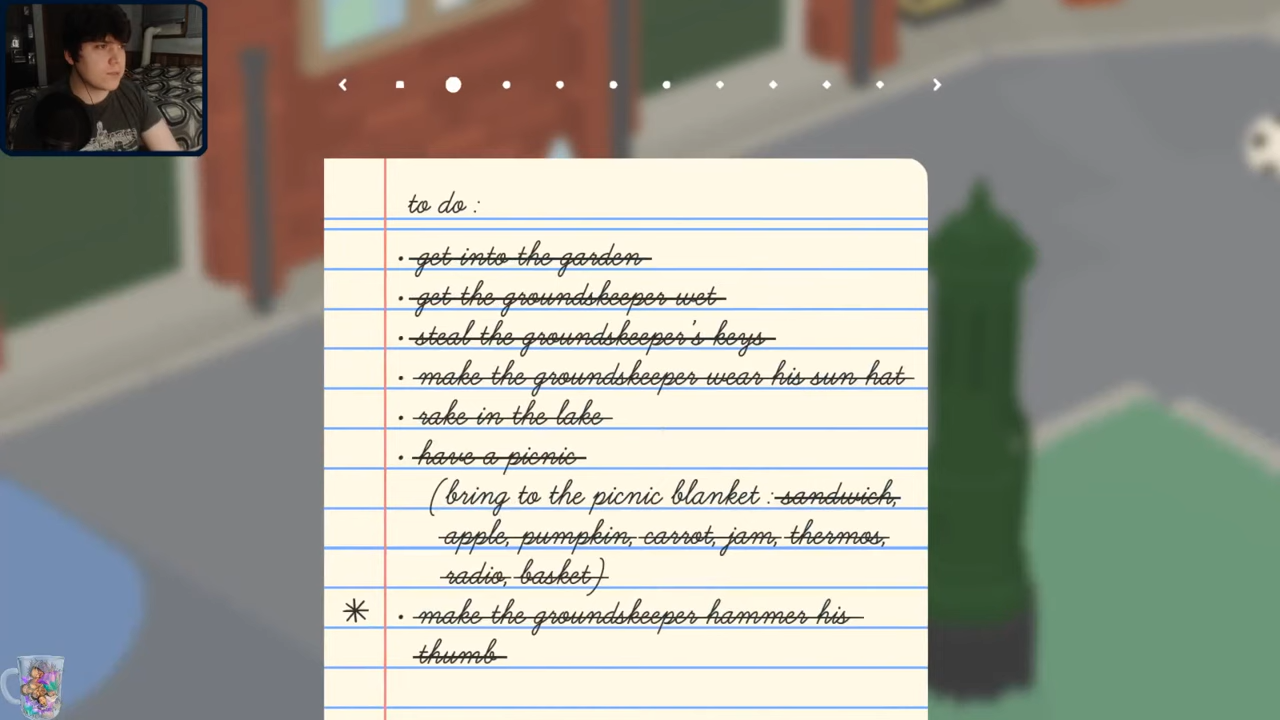 to do :
• get into the garden
• get the groundskeeper wet
• steal the groundskeeper's keys
• make the groundskeeper wear his sun hat
• rake in the lake
• have a picnic
(bring to the picnic blanket : sandwich,
apple, pumpkin, carrot, jam, thermos,
radio, basket)
• make the groundskeeper hammer his
thumb